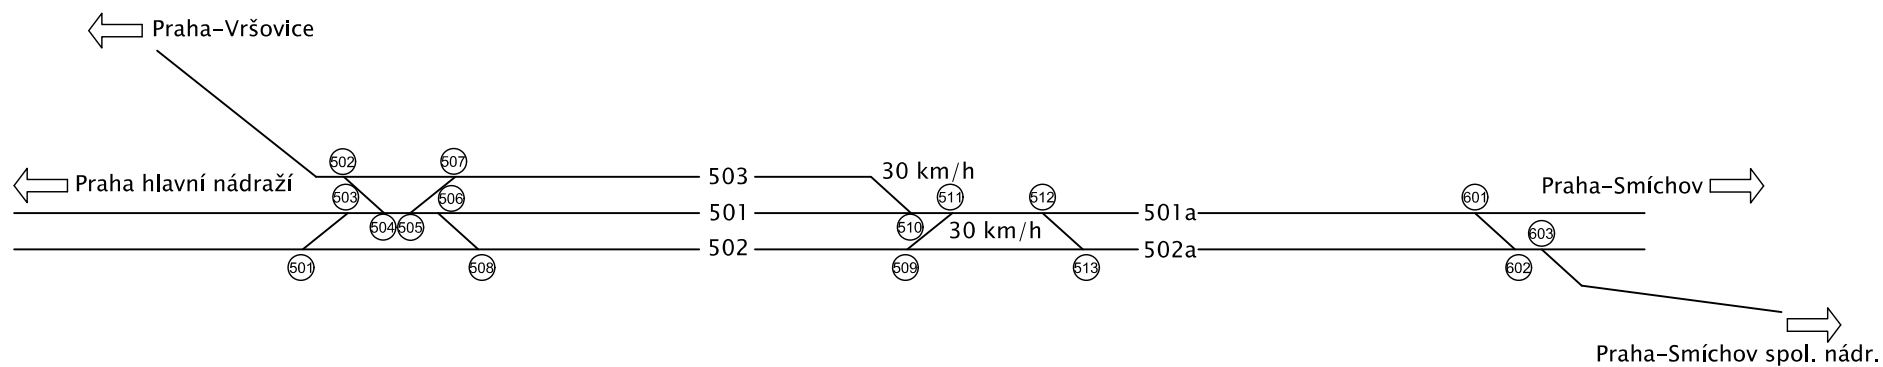 Praha-Vršovice
502
507
503
30 km/h
Praha hlavní nádraží
503
506
511
512
Praha-Smíchov
601
501
501a
504
505
510
30 km/h
603
502
502a
501
508
509
513
602
Praha-Smíchov spol. nádr.